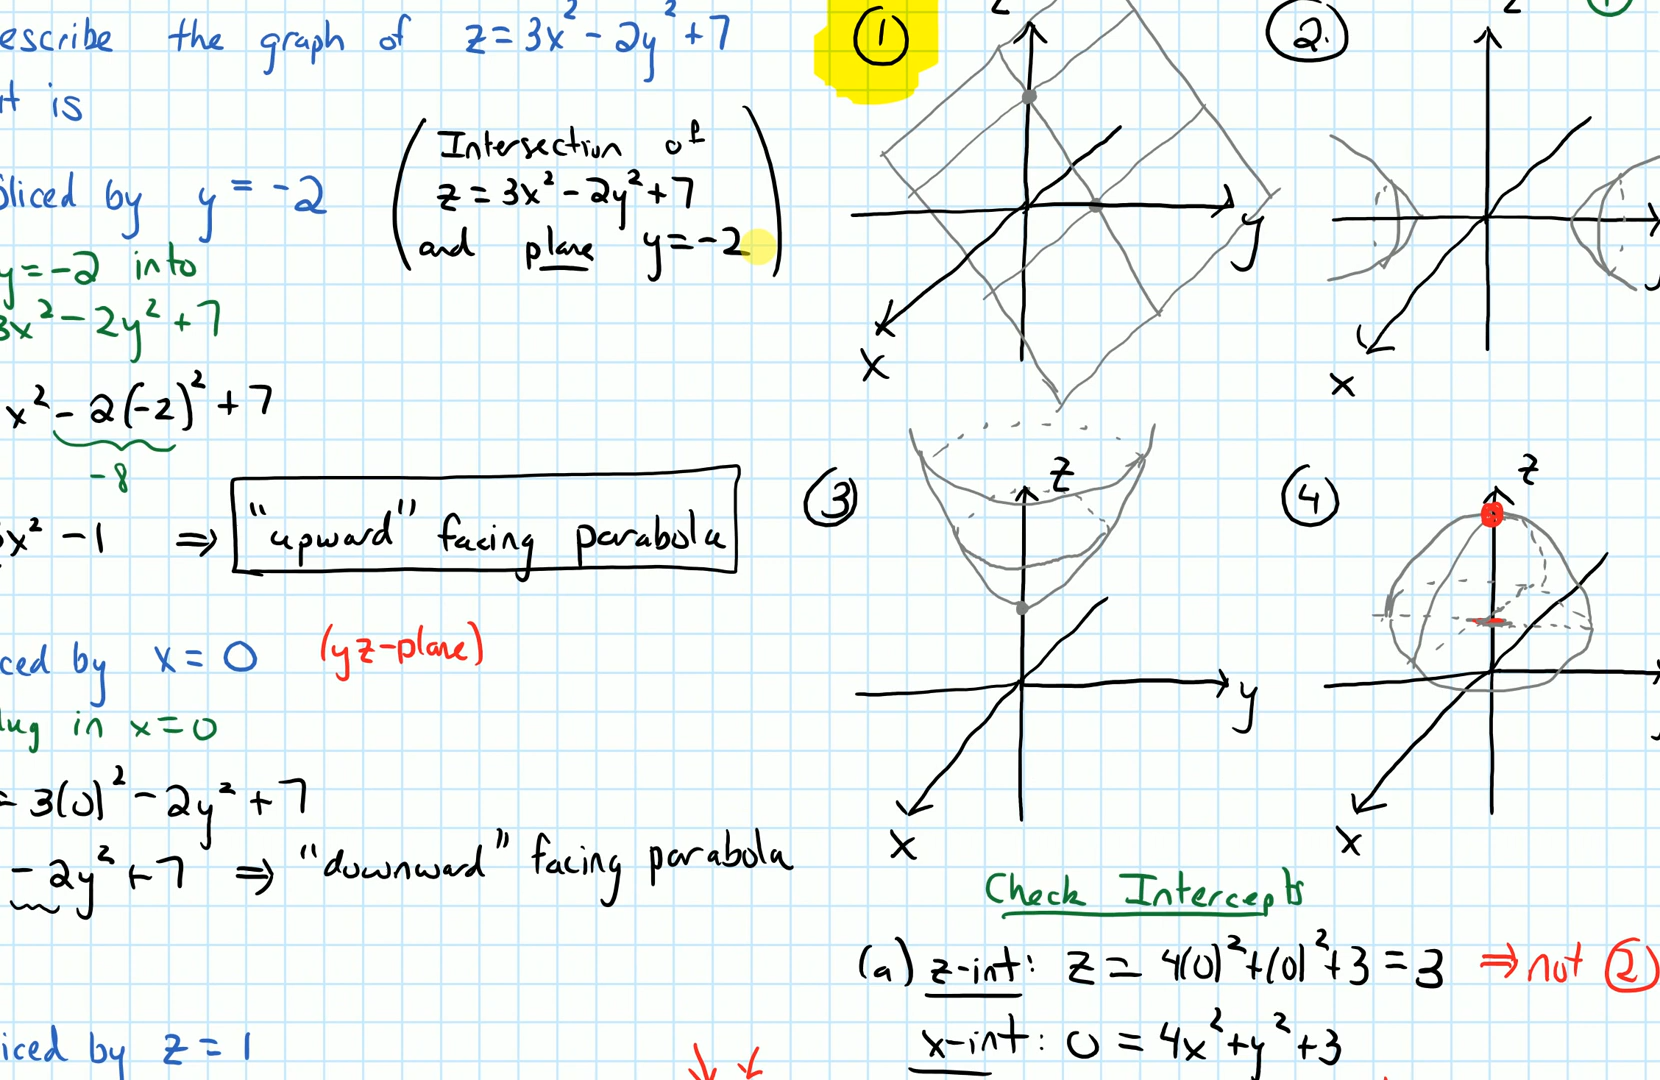 escribe the graph of z = 3x² - 2y² + 7
it is
sliced by y = -2
(Intersection of
z = 3x² - 2y² + 7
and plane y = -2)
y = -2 into
3x² - 2y² + 7
x² - 2(-2)² + 7
-8
x² - 1 ⇒ "upward" facing parabola
ced by x = 0 (yz-plane)
lug in x = 0
= 3(0)² - 2y² + 7
- 2y² + 7 ⇒ "downward" facing parabola
iced by z = 1
①
z
y
x
②
z
x
③
z
y
x
④
z
x
Check Intercepts
(a) z-int: z = 4(0)² + (0)² + 3 = 3 ⇒ not ②
x-int: 0 = 4x² + y² + 3